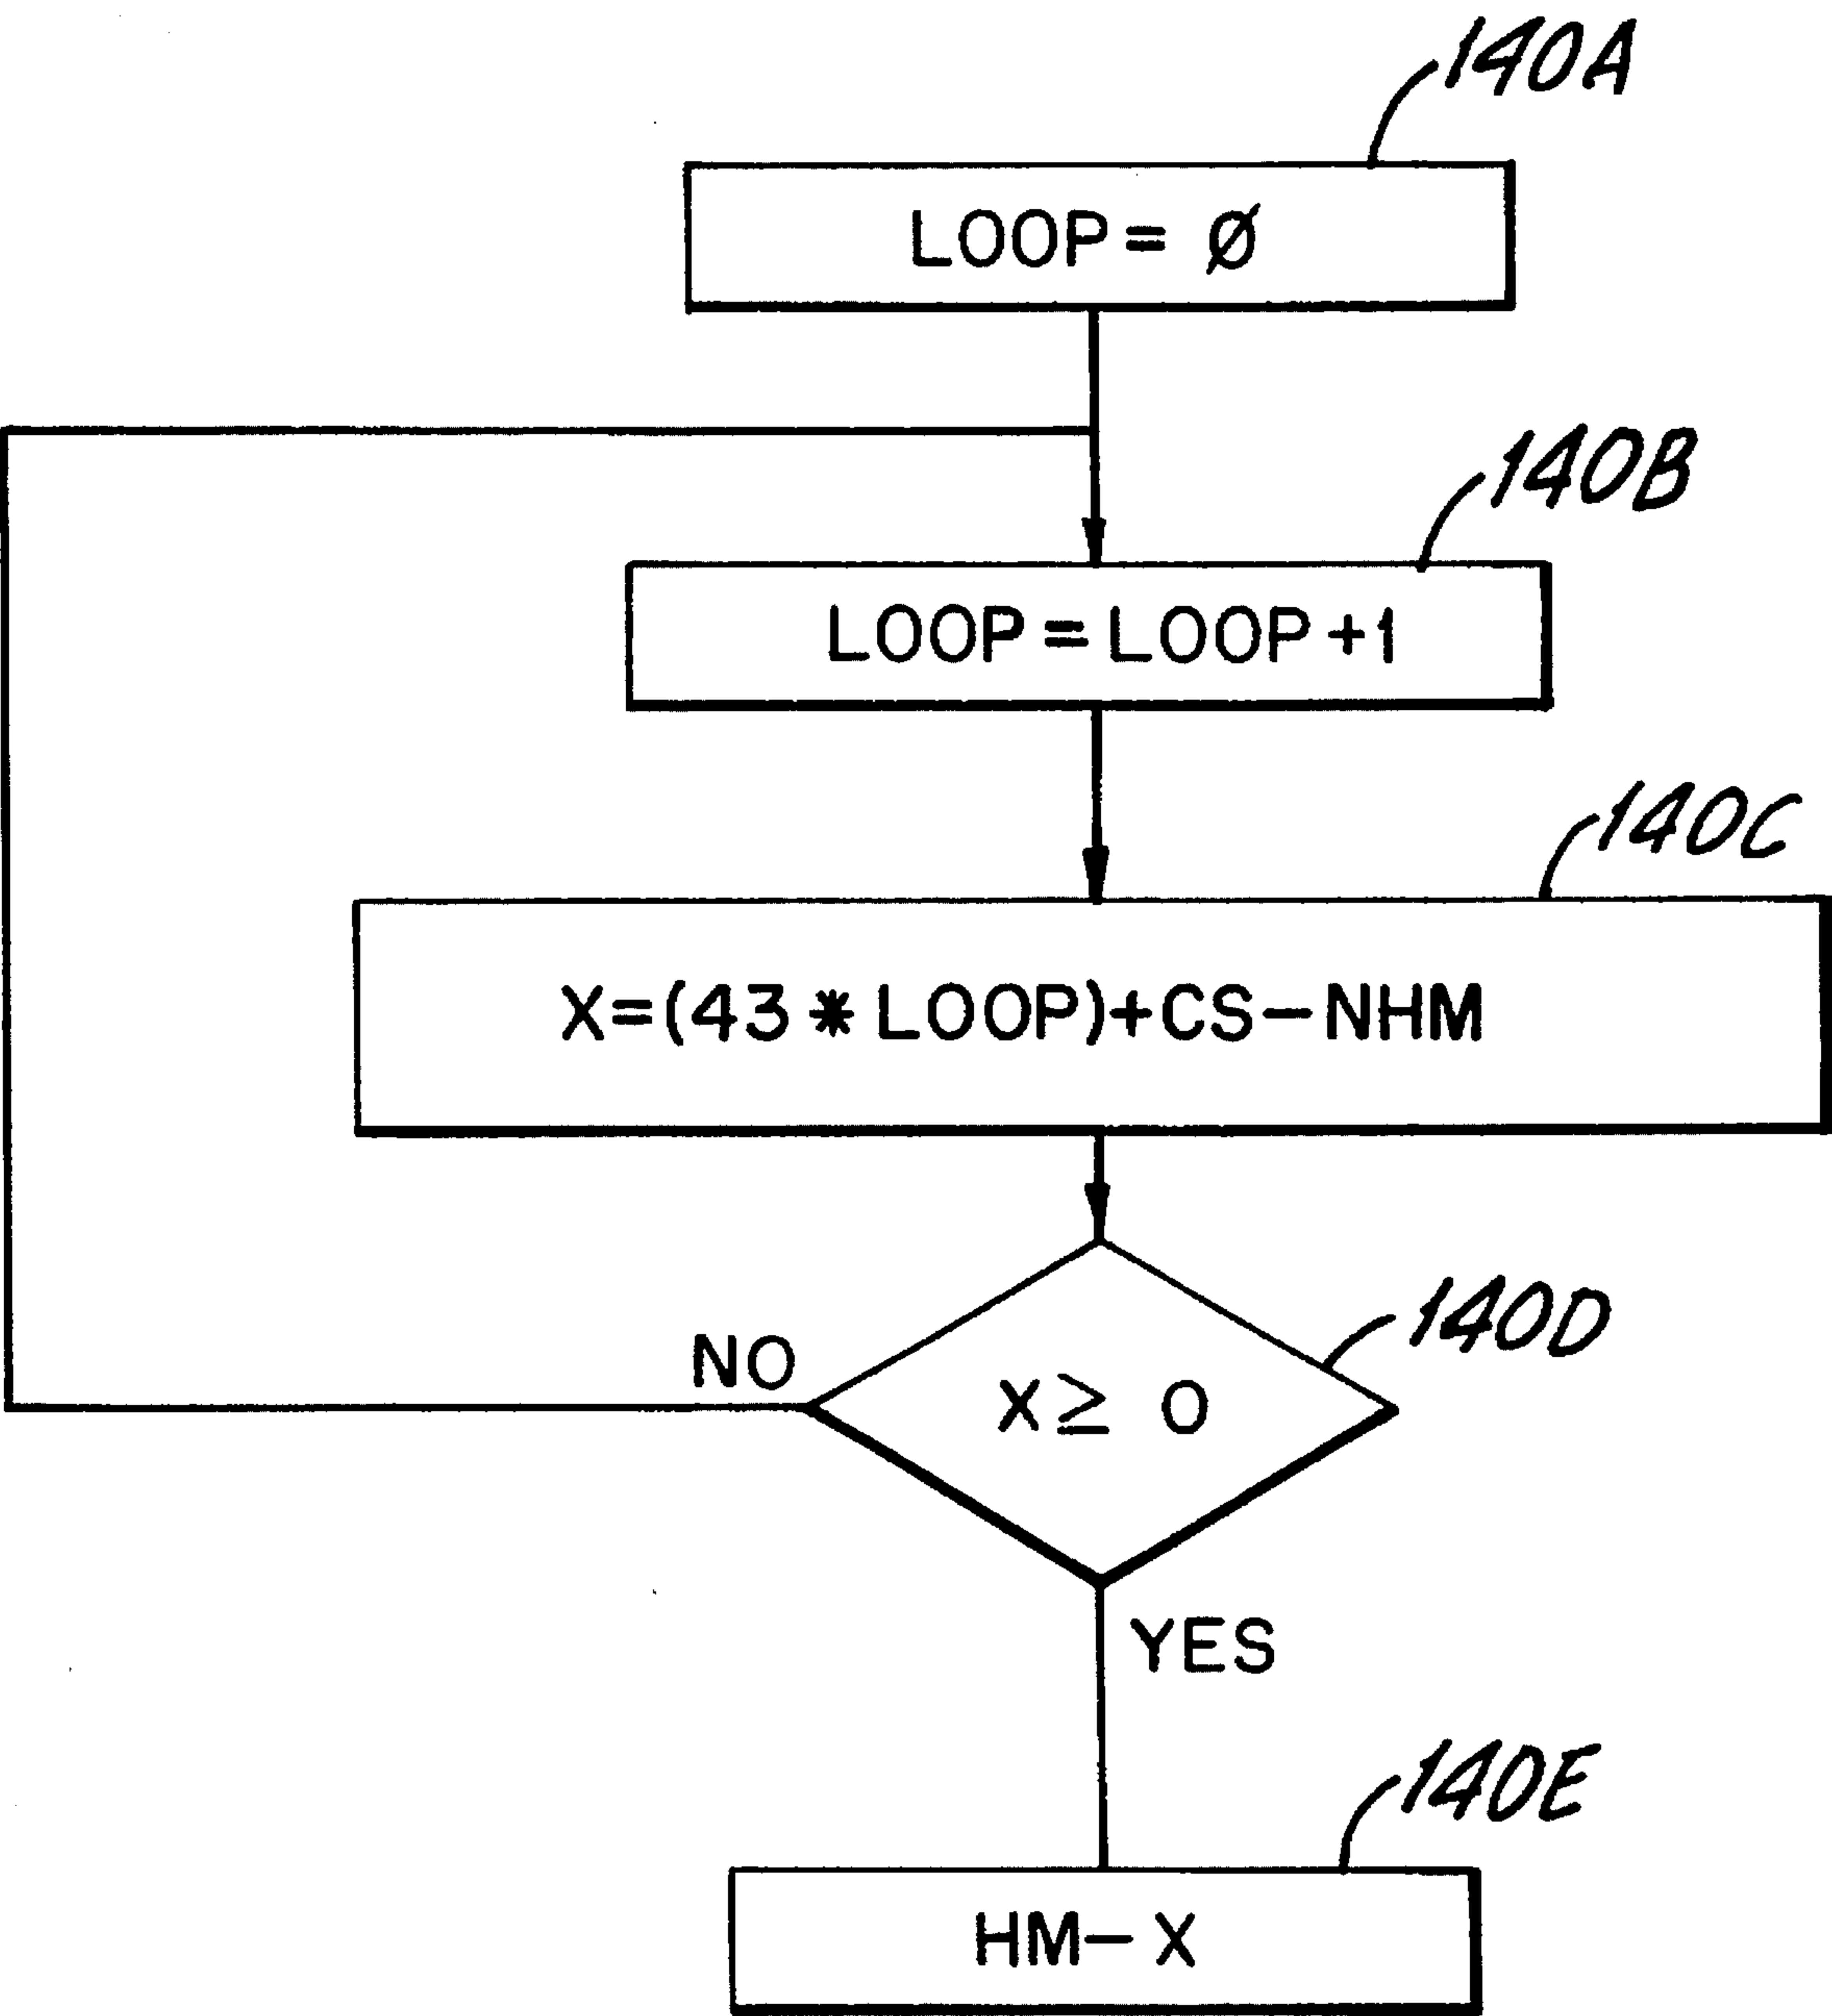 140A
LOOP = Ø
140B
LOOP = LOOP + 1
140C
X=(43 * LOOP)+CS-NHM
140D
NO
X ≥ 0
YES
140E
HM-X